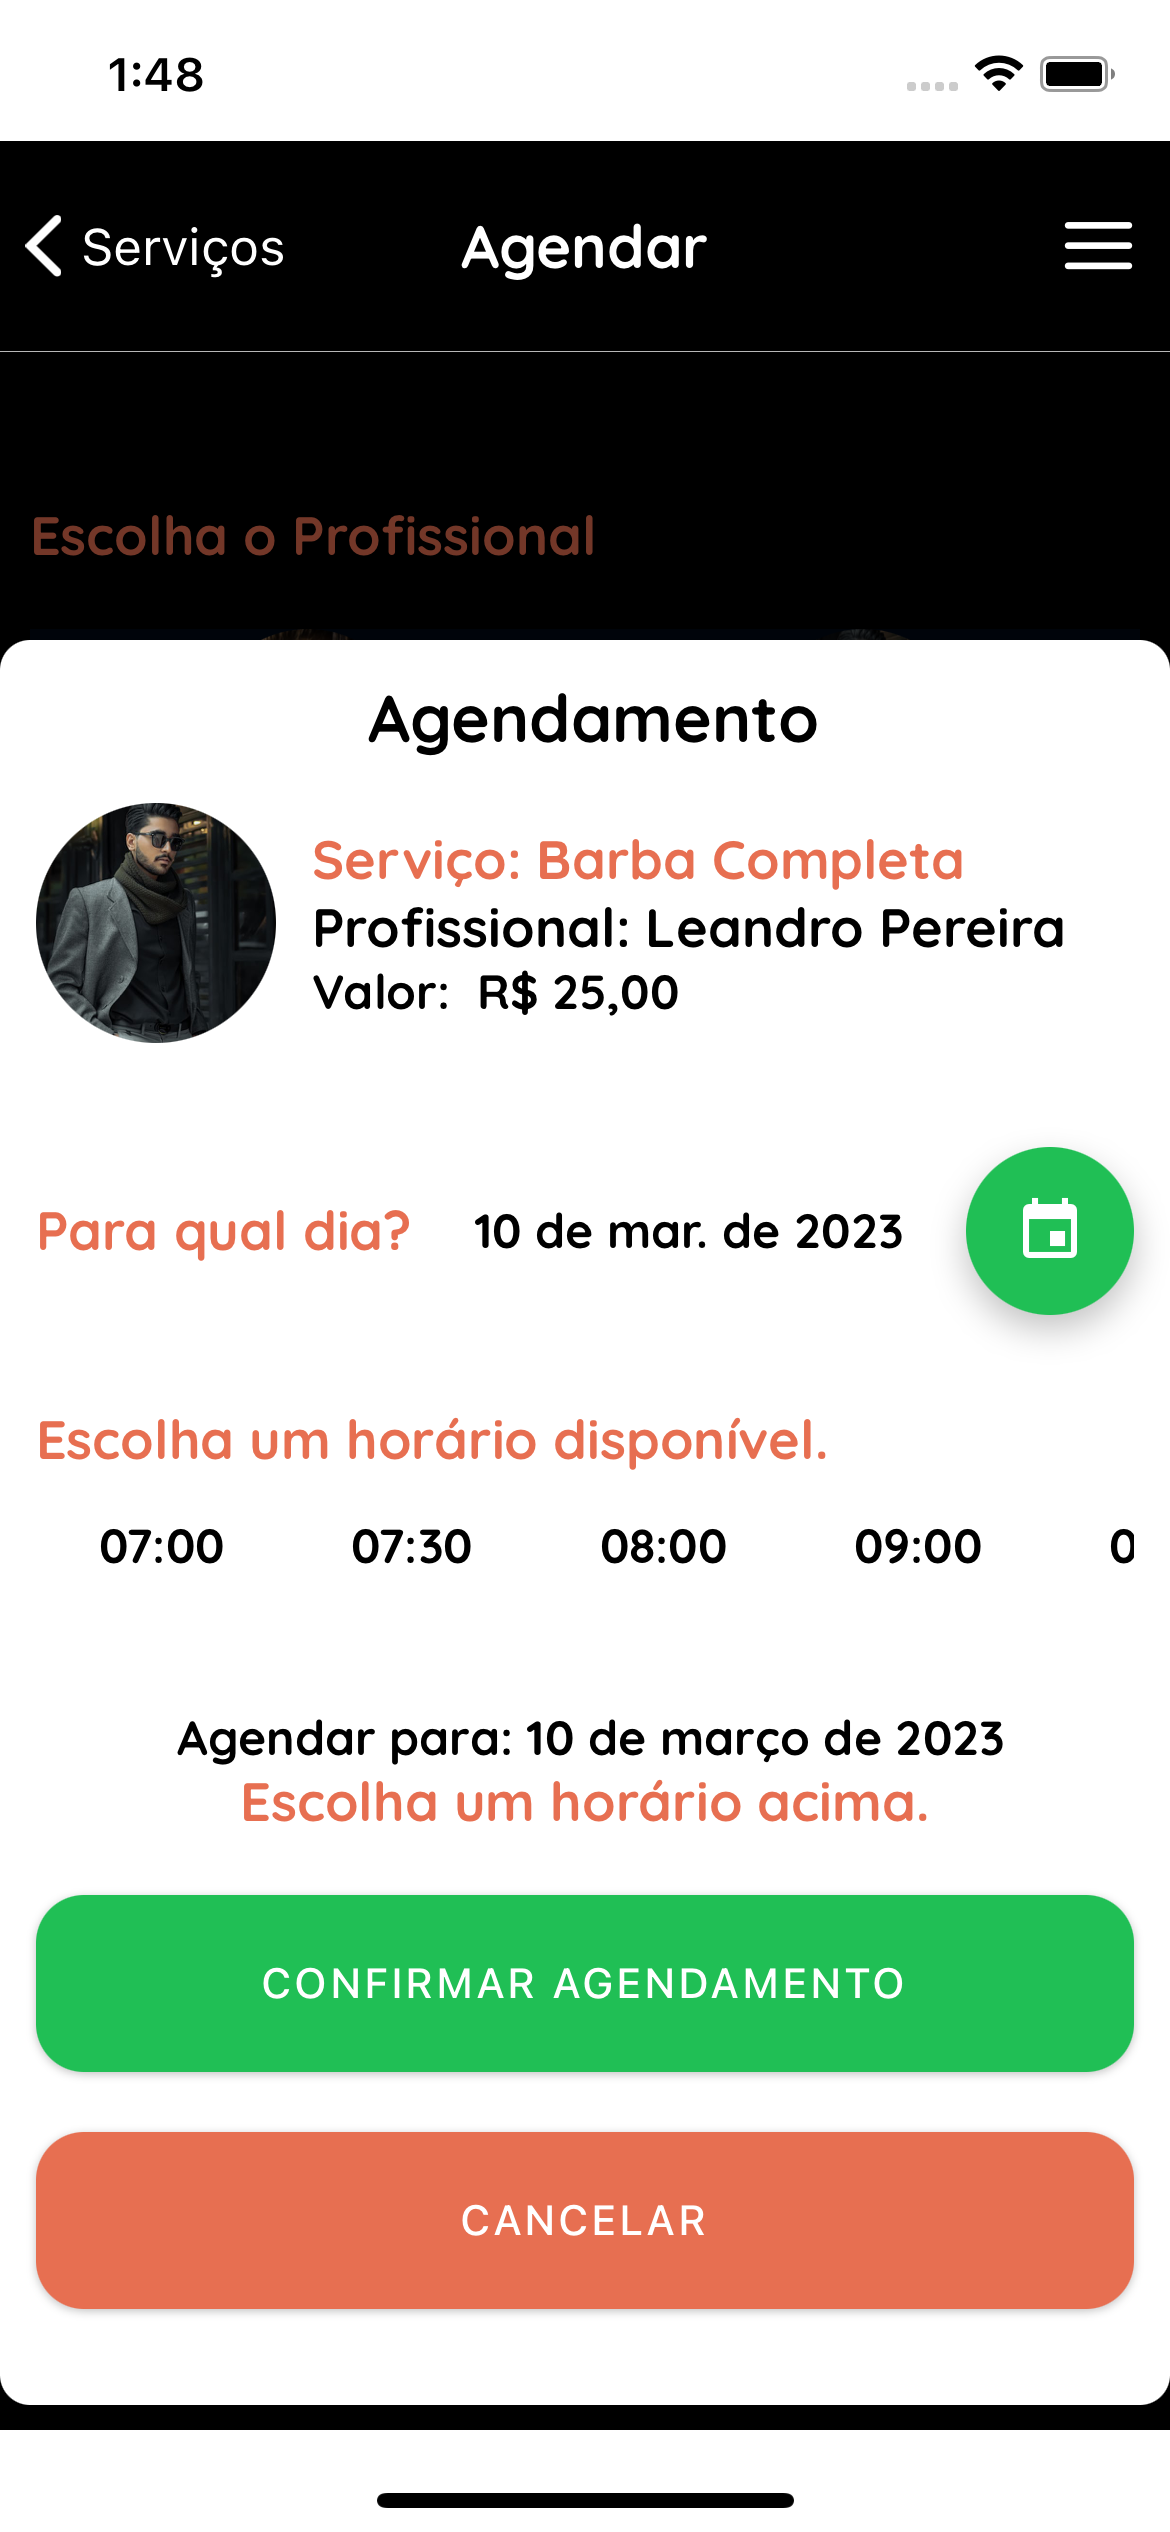 1:48
Serviços
Agendar
Escolha o Profissional
Agendamento
Serviço: Barba Completa
Profissional: Leandro Pereira
Valor: R$ 25,00
Para qual dia? 10 de mar. de 2023
Escolha um horário disponível.
07:00 07:30 08:00 09:00
Agendar para: 10 de março de 2023
Escolha um horário acima.
CONFIRMAR AGENDAMENTO
CANCELAR